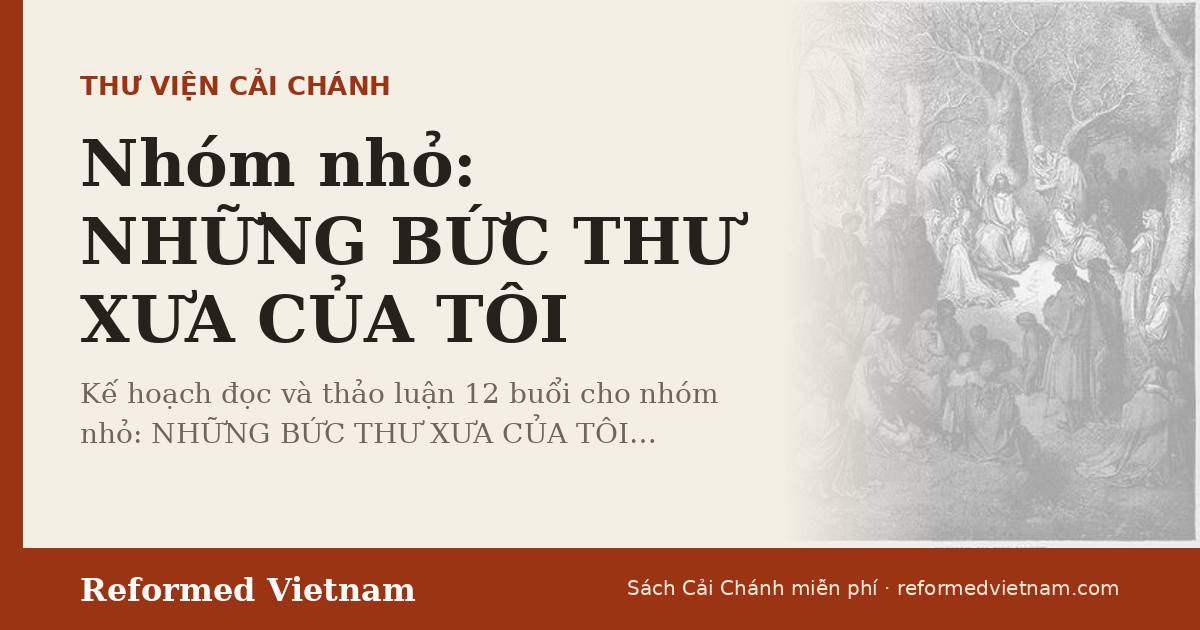 THƯ VIỆN CẢI CHÁNH
Nhóm nhỏ:
NHỮNG BỨC THƯ
XƯA CỦA TÔI
Kế hoạch đọc và thảo luận 12 buổi cho nhóm
nhỏ: NHỮNG BỨC THƯ XƯA CỦA TÔI...
Reformed Vietnam
Sách Cải Chánh miễn phí · reformedvietnam.com